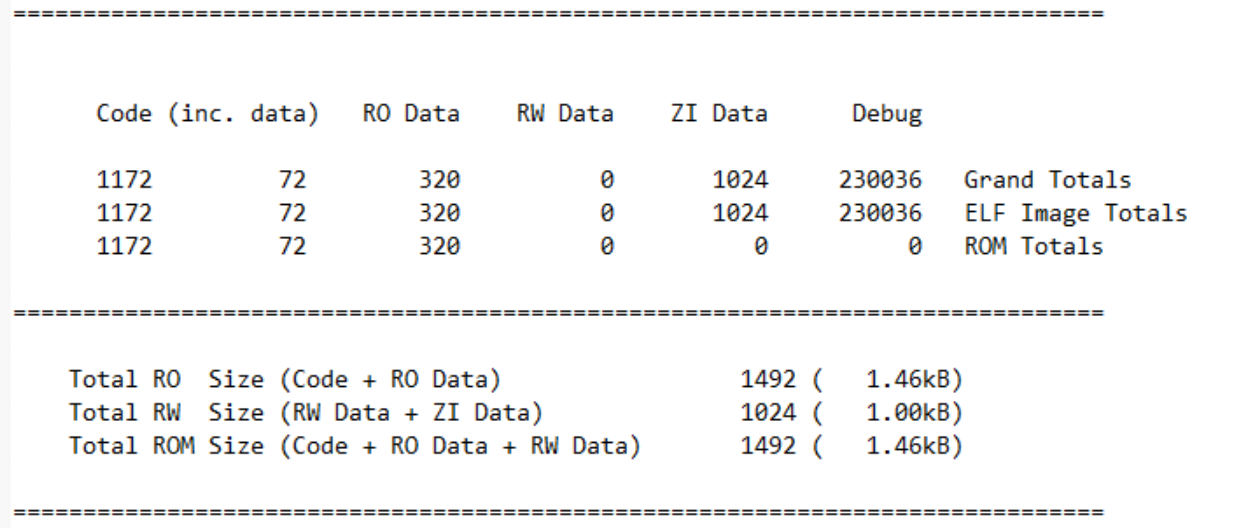 ==============================================================================
Code (inc. data)   RO Data    RW Data    ZI Data      Debug
1172         72        320          0       1024     230036   Grand Totals
1172         72        320          0       1024     230036   ELF Image Totals
1172         72        320          0          0          0   ROM Totals
==============================================================================
Total RO  Size (Code + RO Data)                 1492 (   1.46kB)
Total RW  Size (RW Data + ZI Data)              1024 (   1.00kB)
Total ROM Size (Code + RO Data + RW Data)       1492 (   1.46kB)
==============================================================================